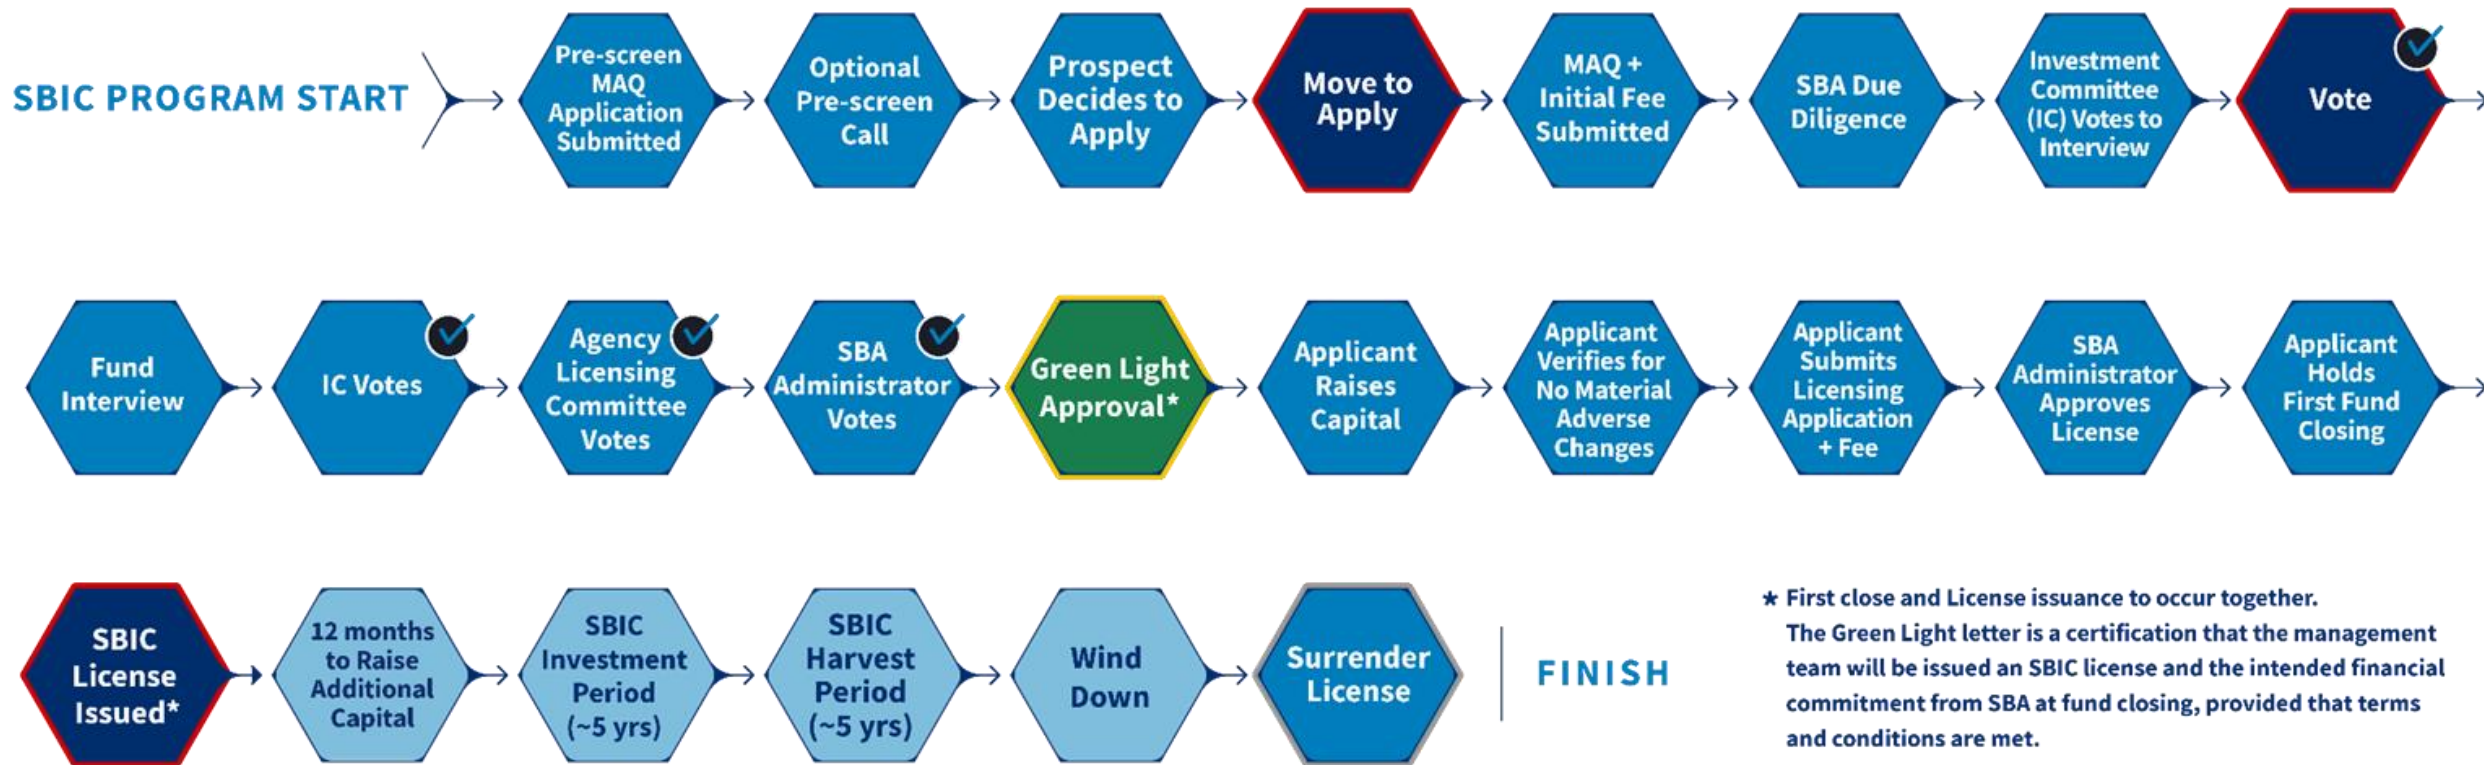 SBIC PROGRAM START
Pre-screen
MAQ
Application
Submitted
Optional
Pre-screen
Call
Prospect
Decides to
Apply
Move to
Apply
MAQ +
Initial Fee
Submitted
SBA Due
Diligence
Investment
Committee
(IC) Votes to
Interview
Vote
Fund
Interview
IC Votes
Agency
Licensing
Committee
Votes
SBA
Administrator
Votes
Green Light
Approval*
Applicant
Raises
Capital
Applicant
Verifies for
No Material
Adverse
Changes
Applicant
Submits
Licensing
Application
+ Fee
SBA
Administrator
Approves
License
Applicant
Holds
First Fund
Closing
SBIC
License
Issued*
12 months
to Raise
Additional
Capital
SBIC
Investment
Period
(~5 yrs)
SBIC
Harvest
Period
(~5 yrs)
Wind
Down
Surrender
License
FINISH
* First close and License issuance to occur together.
The Green Light letter is a certification that the management
team will be issued an SBIC license and the intended financial
commitment from SBA at fund closing, provided that terms
and conditions are met.